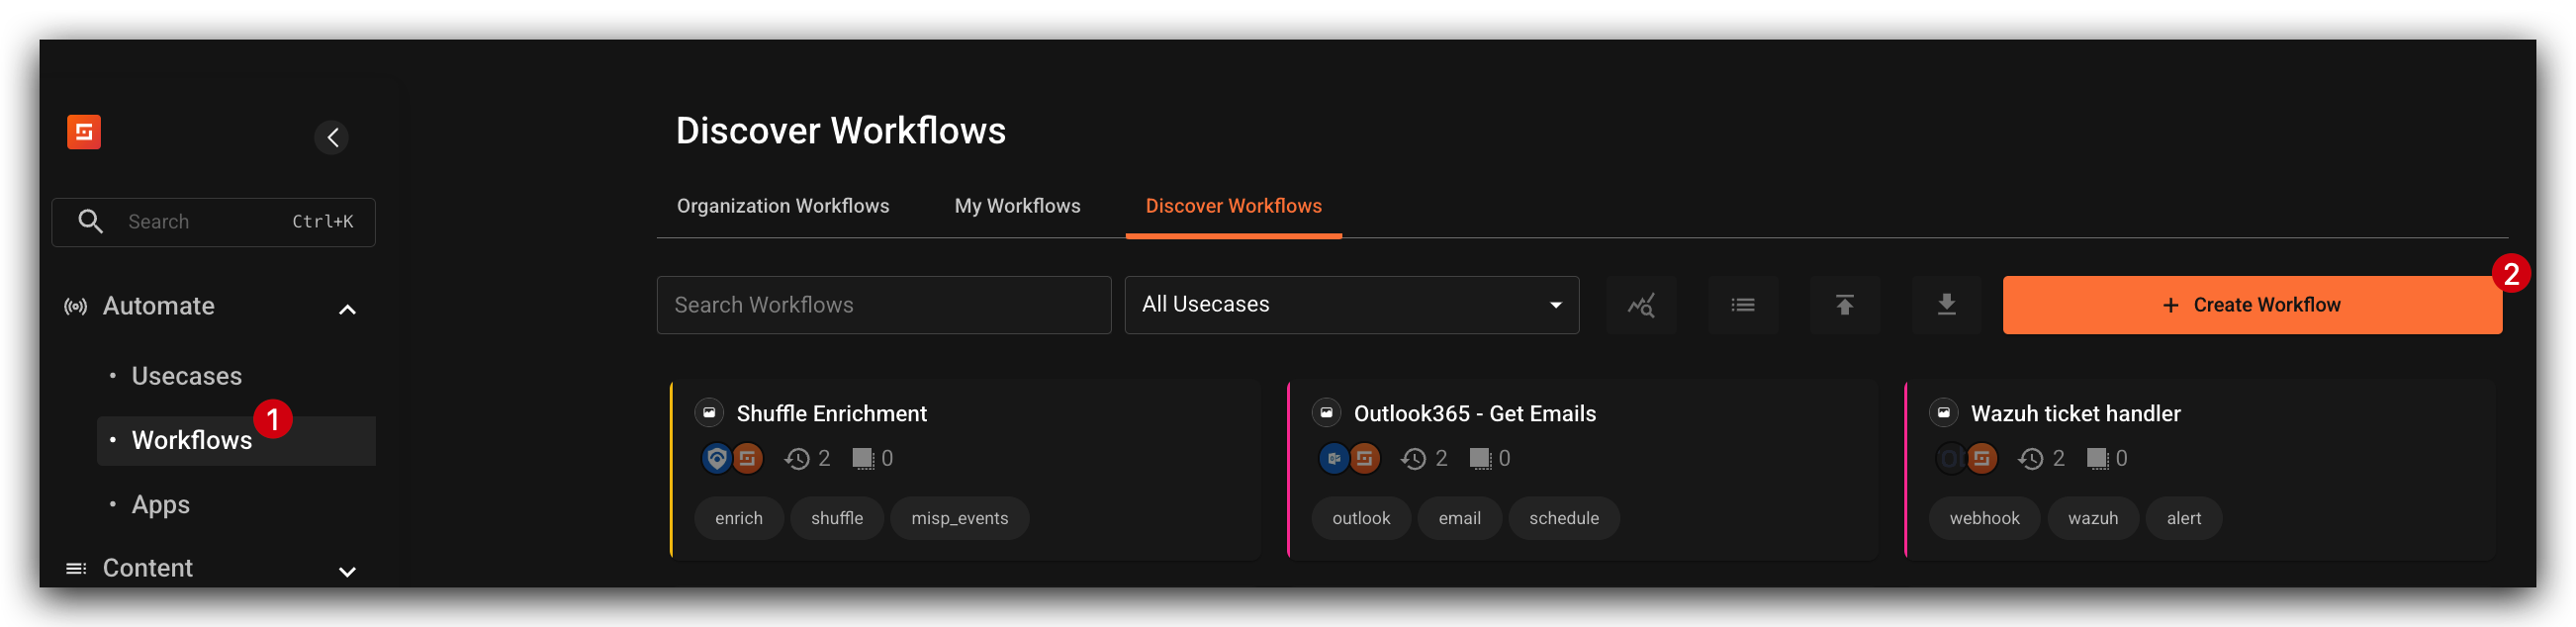 Search Ctrl+K
Automate
Usecases
Workflows
1
Apps
Content
Discover Workflows
Organization Workflows My Workflows Discover Workflows
Search Workflows All Usecases + Create Workflow
2
Shuffle Enrichment
2 0
enrich shuffle misp_events
Outlook365 - Get Emails
2 0
outlook email schedule
Wazuh ticket handler
2 0
webhook wazuh alert